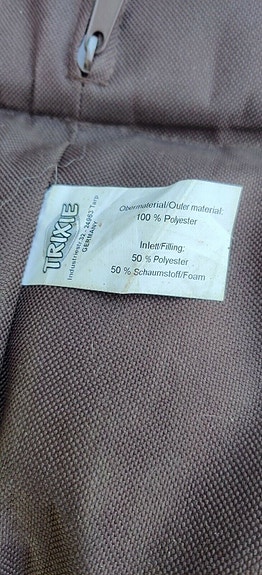 TRIXIE
Industriestr. 32 - 24963 Tarp
GERMANY
Obermaterial/Outer material:
100 % Polyester
Inlett/Filling:
50 % Polyester
50 % Schaumstoff/Foam